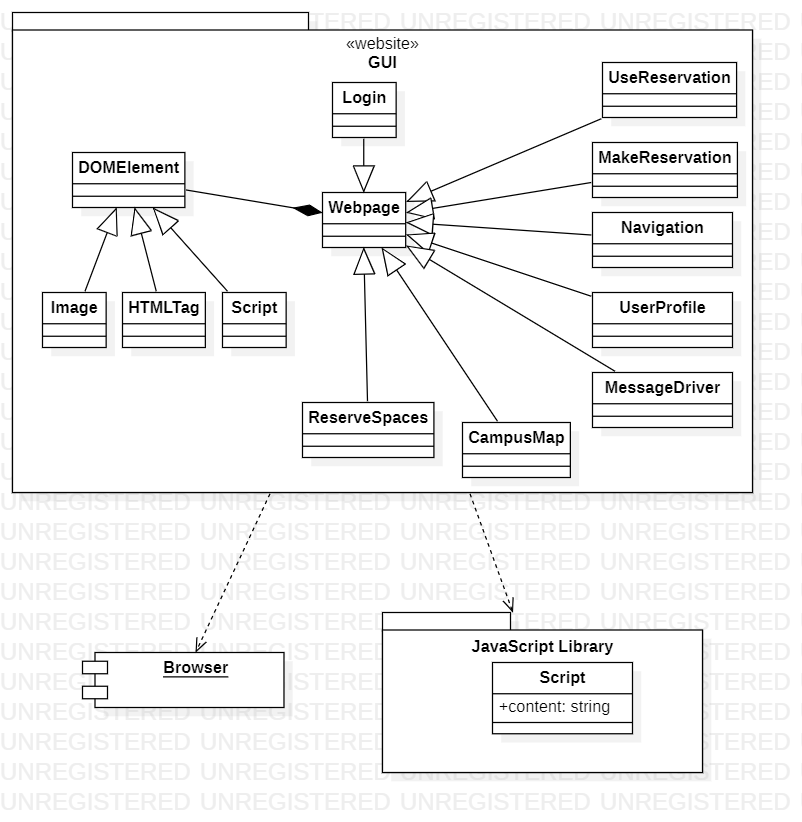 «website»
GUI
Login
UseReservation
DOMElement
MakeReservation
Webpage
Navigation
Image
HTMLTag
Script
UserProfile
MessageDriver
ReserveSpaces
CampusMap
Browser
JavaScript Library
Script
+content: string
UNREGISTERED UNREGISTERED UNREGISTERED UNREGISTERED